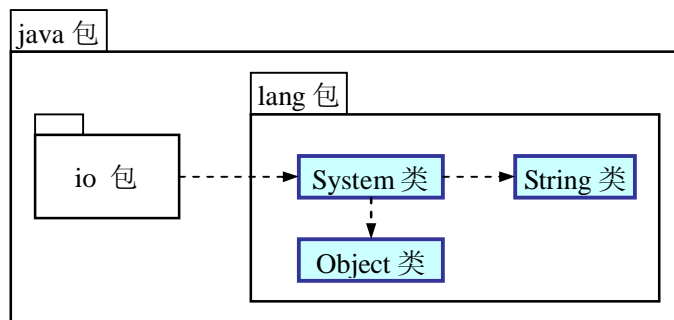 java 包
lang 包
io 包
System 类
String 类
Object 类